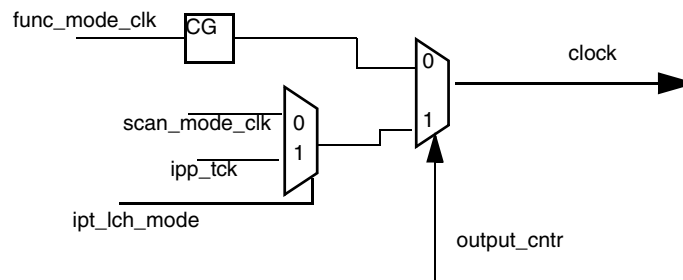 func_mode_clk
CG
clock
0
scan_mode_clk
0
1
1
ipp_tck
ipt_lch_mode
output_cntr